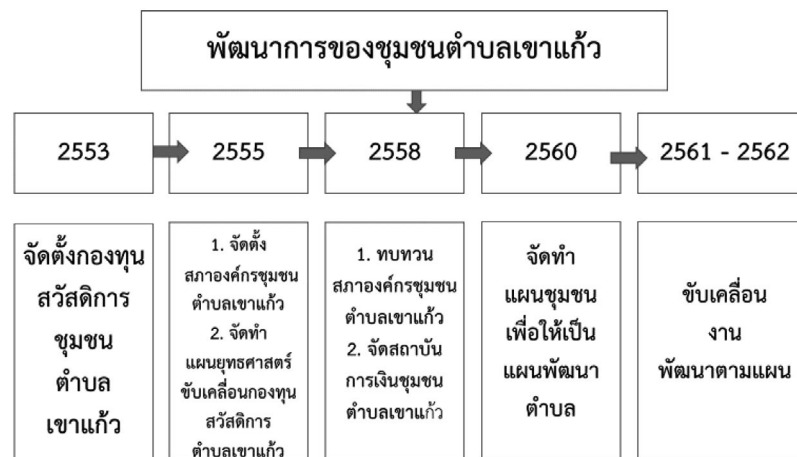 พัฒนาการของชุมชนตำบลเขาแก้ว
2553
2555
2558
2560
2561 - 2562
จัดตั้งกองทุน
สวัสดิการ
ชุมชน
ตำบล
เขาแก้ว
1. จัดตั้ง
สภาองค์กรชุมชน
ตำบลเขาแก้ว
2. จัดทำ
แผนยุทธศาสตร์
ขับเคลื่อนกองทุน
สวัสดิการ
ตำบลเขาแก้ว
1. ทบทวน
สภาองค์กรชุมชน
ตำบลเขาแก้ว
2. จัดสถาบัน
การเงินชุมชน
ตำบลเขาแก้ว
จัดทำ
แผนชุมชน
เพื่อให้เป็น
แผนพัฒนา
ตำบล
ขับเคลื่อน
งาน
พัฒนาตามแผน